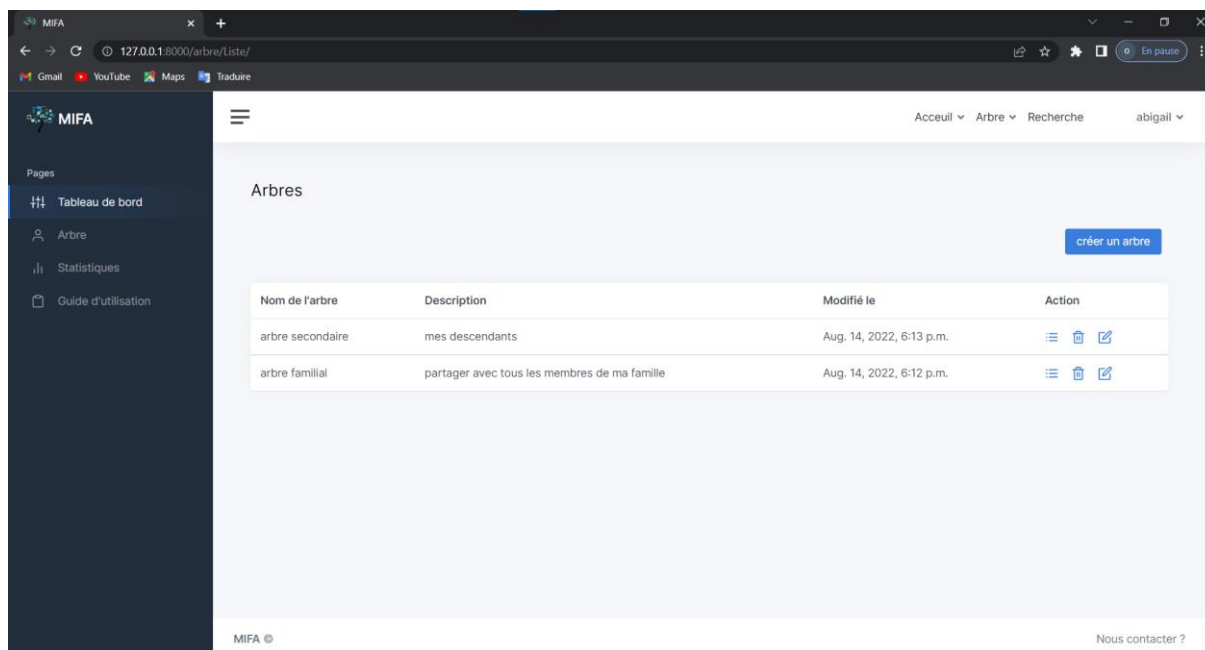 MIFA
127.0.0.1:8000/arbre/Liste/
En pause
Gmail YouTube Maps Traduire
MIFA
Acceuil Arbre Recherche abigail
Pages
Tableau de bord
Arbre
Statistiques
Guide d'utilisation
Arbres
créer un arbre
Nom de l'arbre Description Modifié le Action
arbre secondaire mes descendants Aug. 14, 2022, 6:13 p.m.
arbre familial partager avec tous les membres de ma famille Aug. 14, 2022, 6:12 p.m.
MIFA © Nous contacter ?